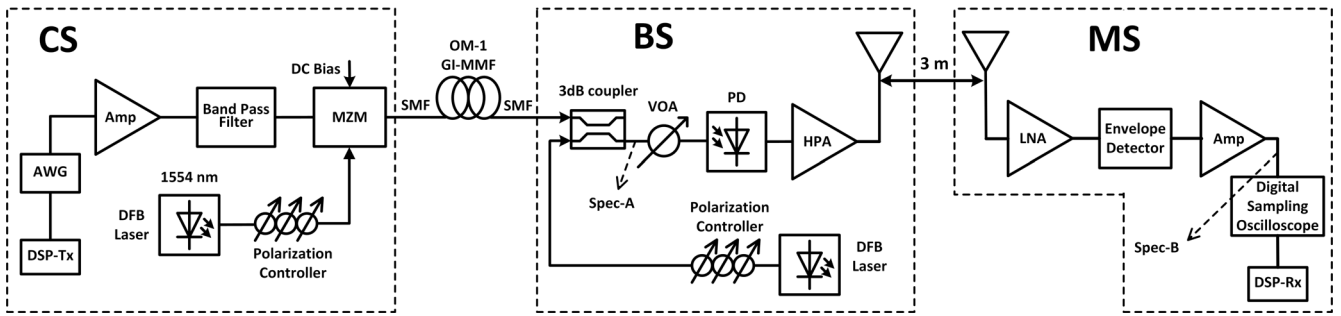 CS
DC Bias
Amp
Band Pass
Filter
MZM
AWG
DSP-Tx
1554 nm
DFB
Laser
Polarization
Controller
SMF
OM-1
GI-MMF
SMF
BS
3dB coupler
VOA
PD
HPA
Spec-A
Polarization
Controller
DFB
Laser
3 m
MS
LNA
Envelope
Detector
Amp
Digital
Sampling
Oscilloscope
Spec-B
DSP-Rx